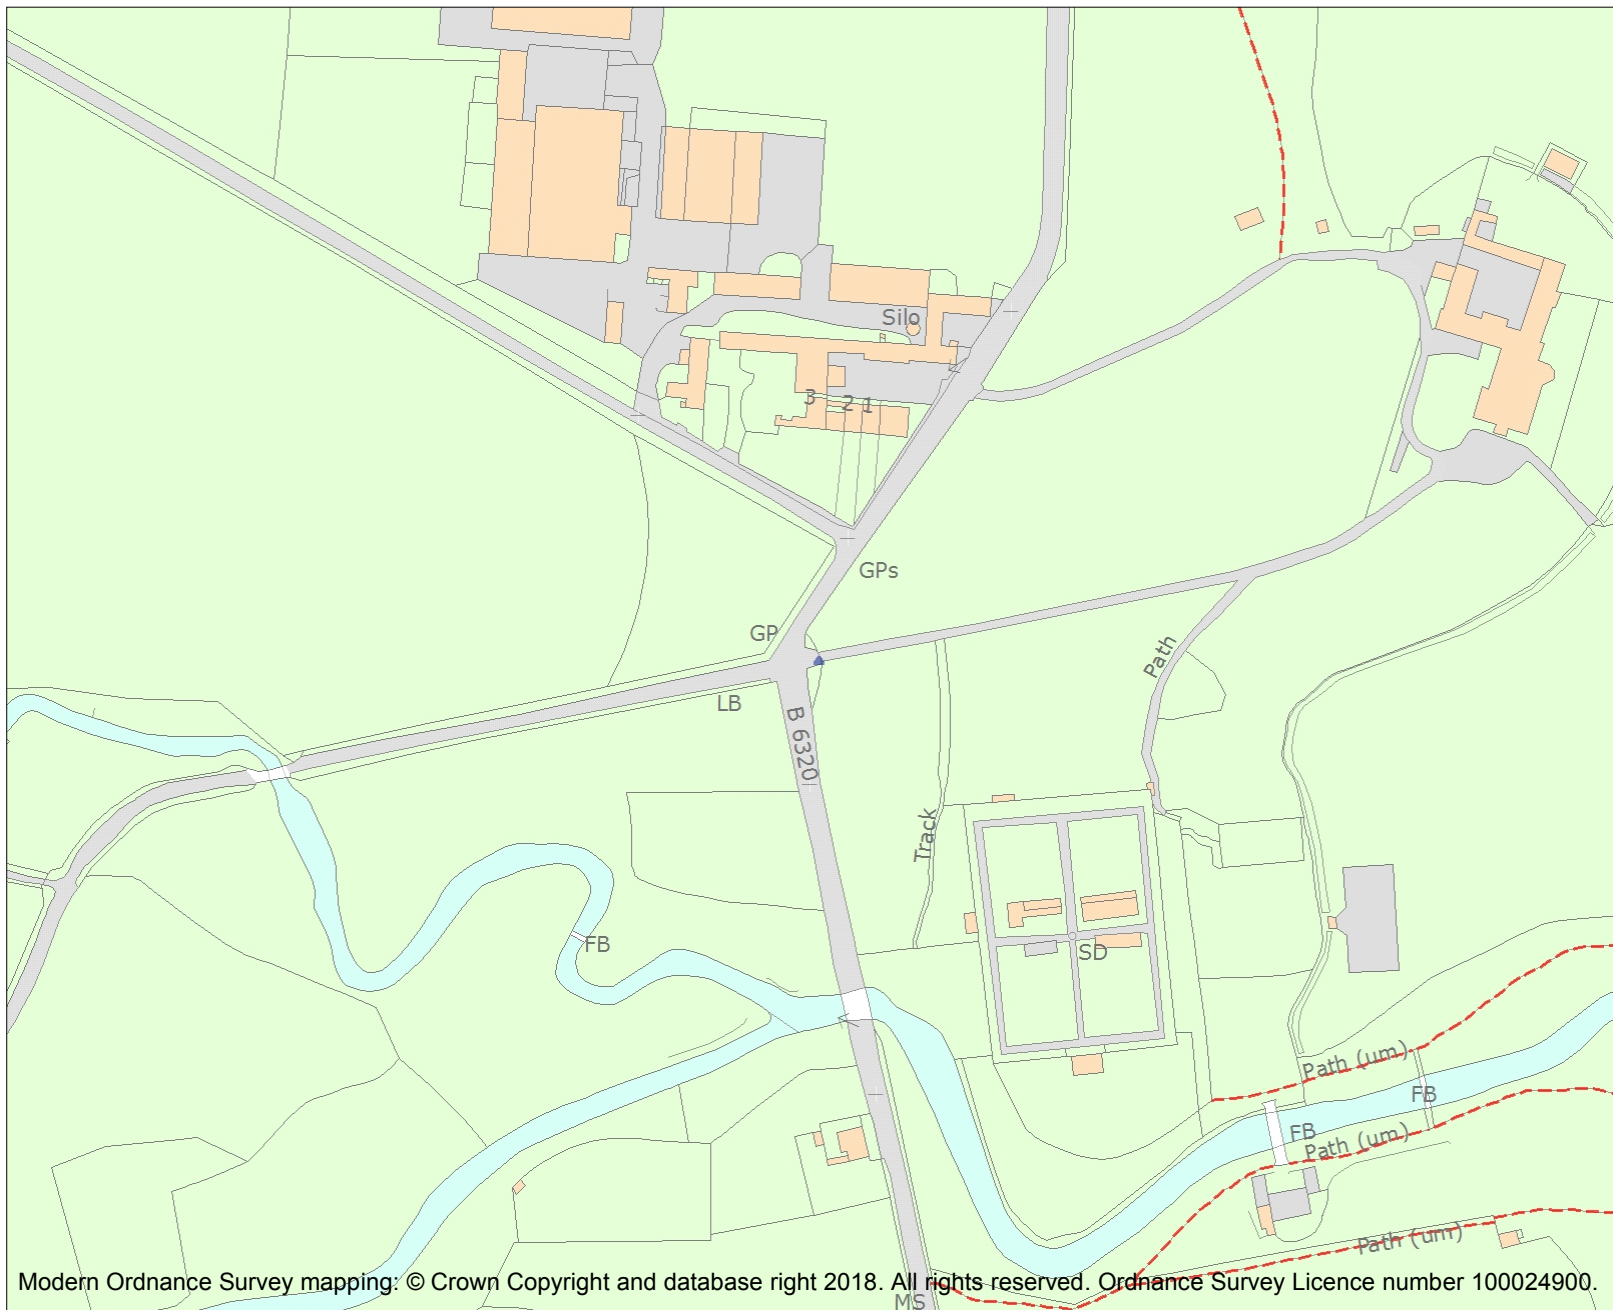 Silo
3
2
1
GPs
GP
Path
LB
B 6320
Track
FB
SD
Path (um)
FB
FB
Path (um)
Path (um)
Modern Ordnance Survey mapping: © Crown Copyright and database right 2018. All rights reserved. Ordnance Survey Licence number 100024900.
MS